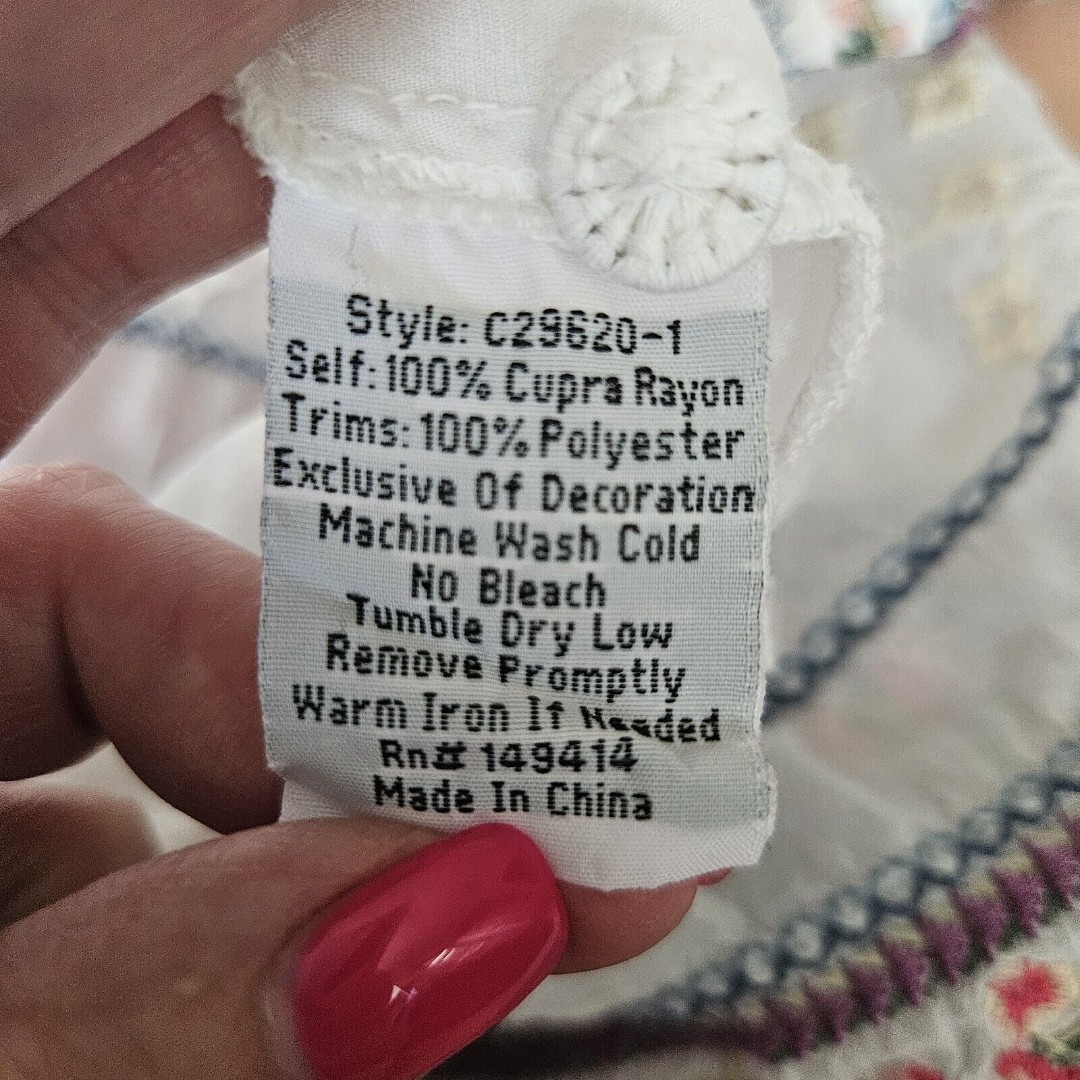 Style: C29620-1
Self: 100% Cupra Rayon
Trims: 100% Polyester
Exclusive Of Decoration
Machine Wash Cold
No Bleach
Tumble Dry Low
Remove Promptly
Warm Iron If Needed
Rn# 149414
Made In China